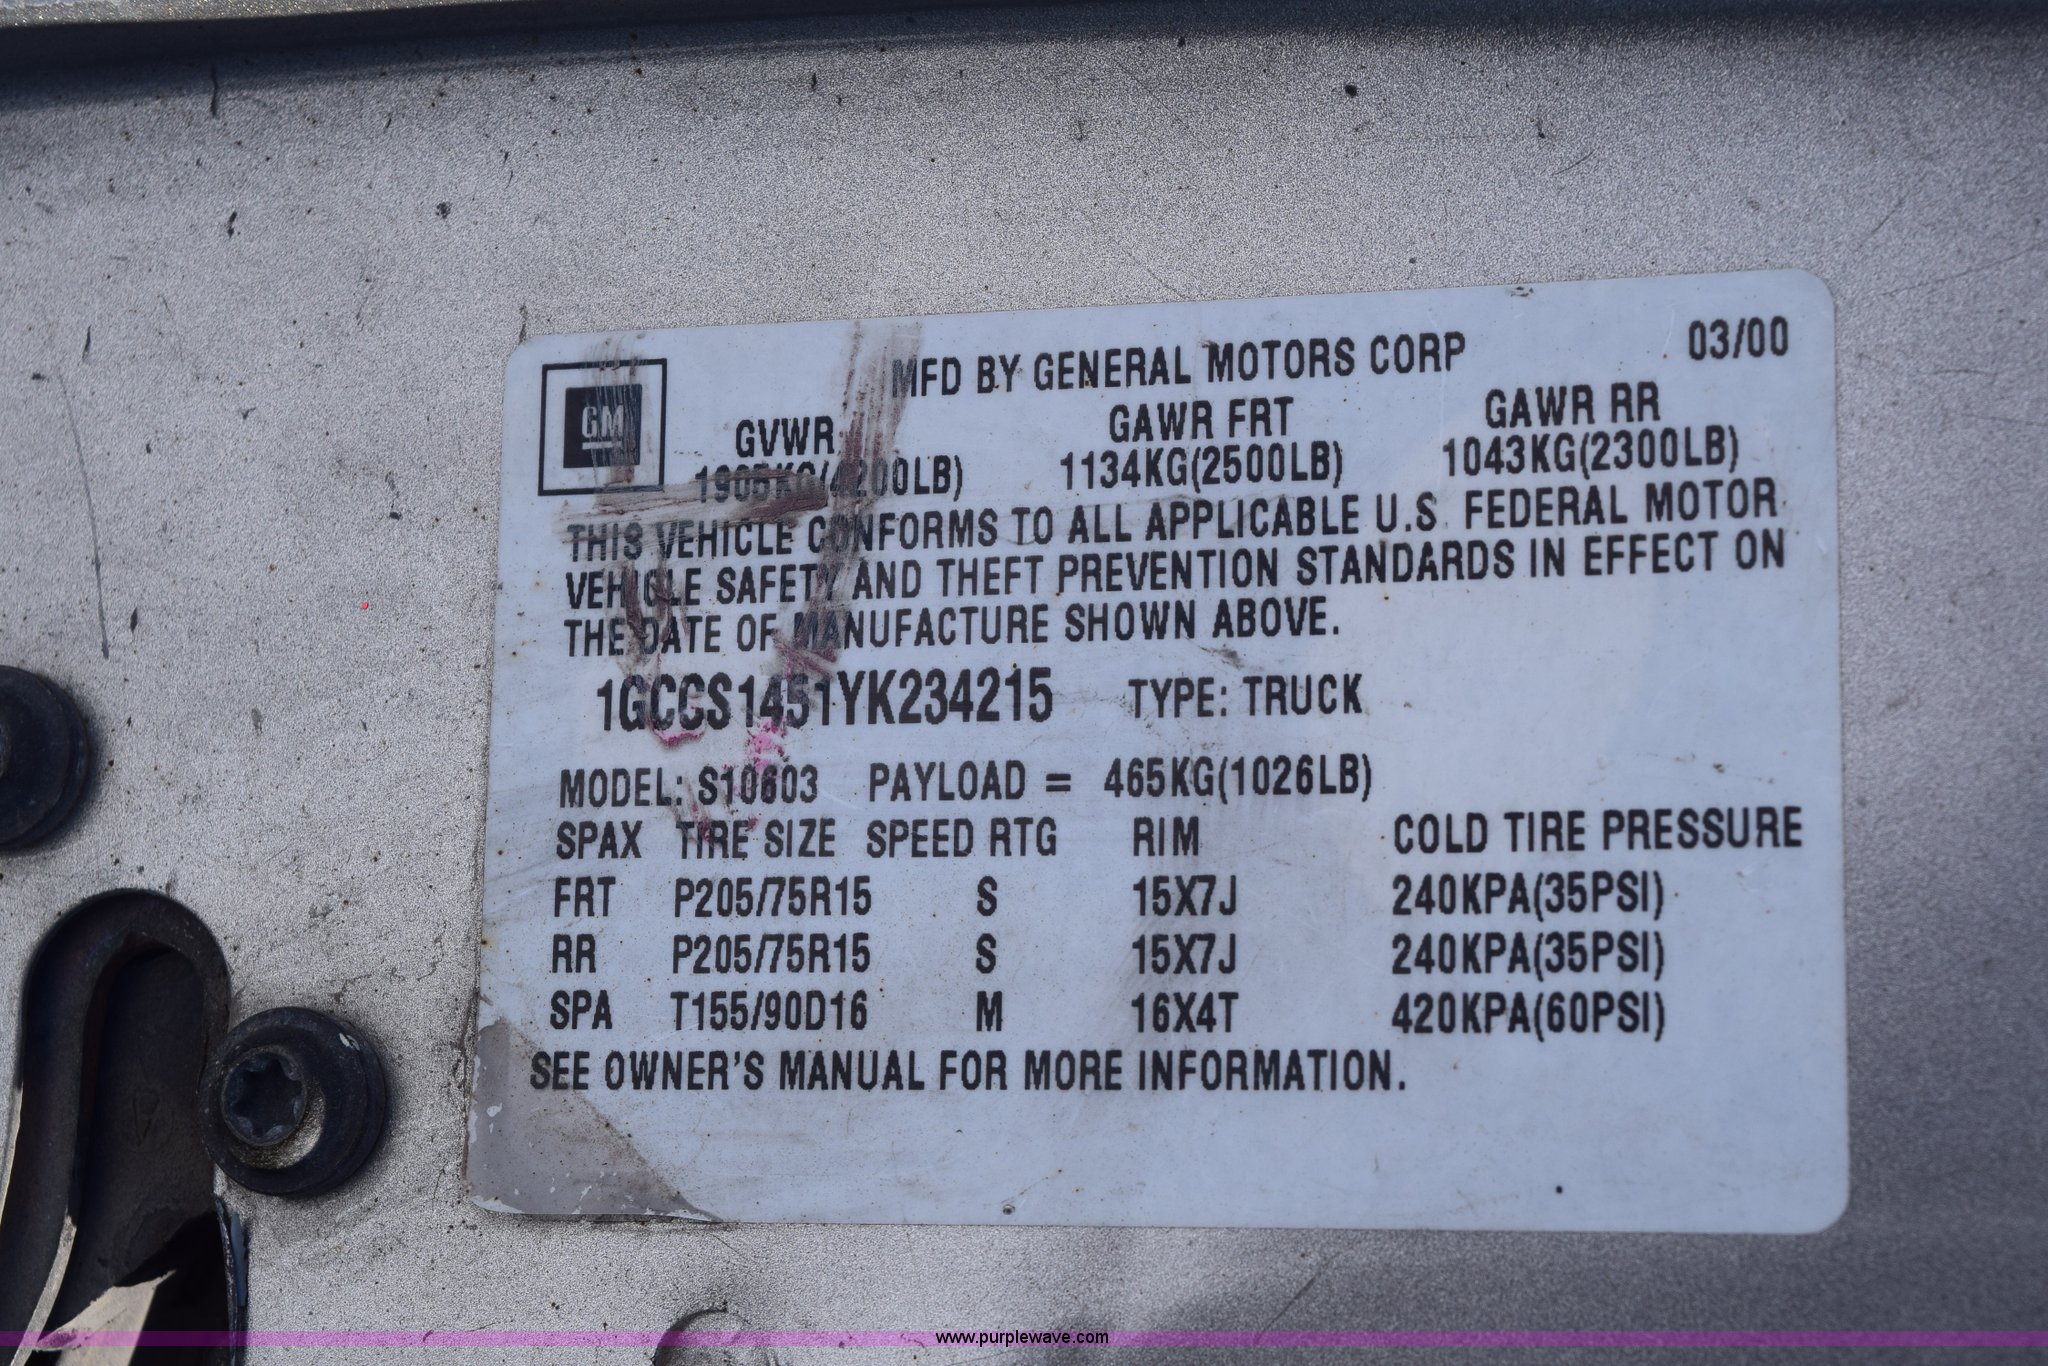 MFD BY GENERAL MOTORS CORP 03/00
GM
GVWR GAWR FRT GAWR RR
1905KG(4200LB) 1134KG(2500LB) 1043KG(2300LB)
THIS VEHICLE CONFORMS TO ALL APPLICABLE U.S. FEDERAL MOTOR
VEHICLE SAFETY AND THEFT PREVENTION STANDARDS IN EFFECT ON
THE DATE OF MANUFACTURE SHOWN ABOVE.
1GCCS1451YK234215 TYPE: TRUCK
MODEL: S10603 PAYLOAD = 465KG(1026LB)
SPAX TIRE SIZE SPEED RTG RIM COLD TIRE PRESSURE
FRT P205/75R15 S 15X7J 240KPA(35PSI)
RR P205/75R15 S 15X7J 240KPA(35PSI)
SPA T155/90D16 M 16X4T 420KPA(60PSI)
SEE OWNER'S MANUAL FOR MORE INFORMATION.
www.purplewave.com